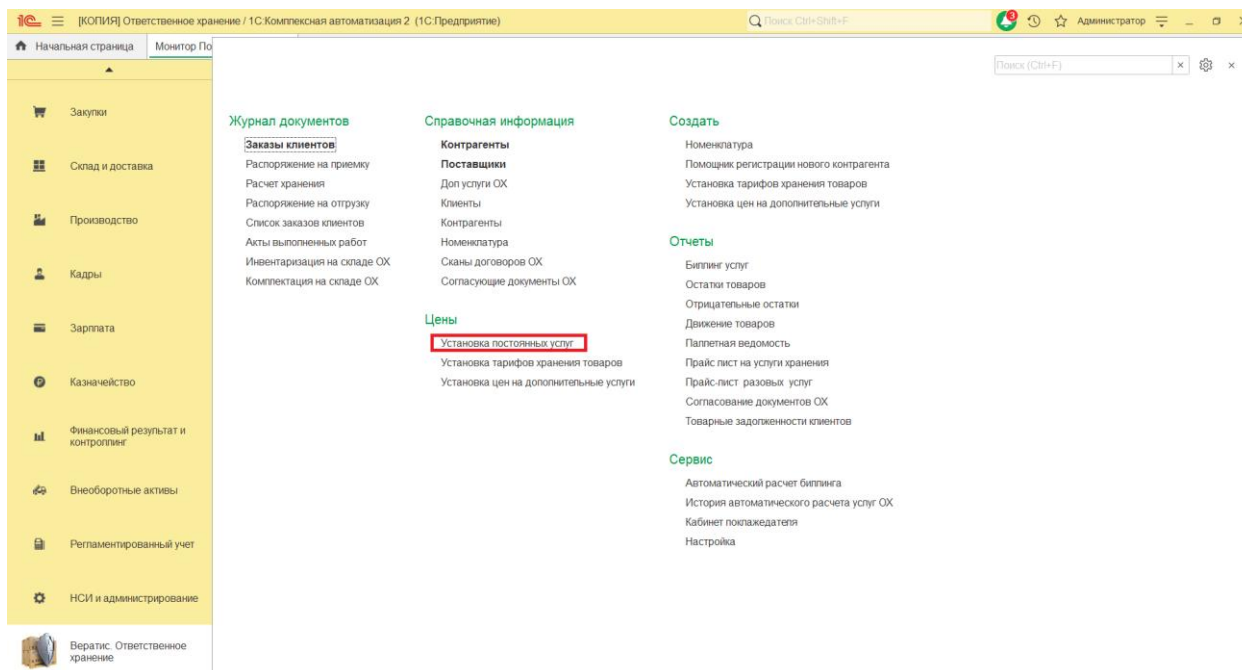 [КОПИЯ] Ответственное хранение / 1С:Комплексная автоматизация 2 (1С:Предприятие)
Поиск Ctrl+Shift+F
3
Администратор
Начальная страница
Монитор По
Поиск (Ctrl+F)
Закупки
Склад и доставка
Производство
Кадры
Зарплата
Казначейство
Финансовый результат и
контроллинг
Внеоборотные активы
Регламентированный учет
НСИ и администрирование
Вератис. Ответственное
хранение
Журнал документов
Заказы клиентов
Распоряжение на приемку
Расчет хранения
Распоряжение на отгрузку
Список заказов клиентов
Акты выполненных работ
Инвентаризация на складе ОХ
Комплектация на складе ОХ
Справочная информация
Контрагенты
Поставщики
Доп услуги ОХ
Клиенты
Контрагенты
Номенклатура
Сканы договоров ОХ
Согласующие документы ОХ
Цены
Установка постоянных услуг
Установка тарифов хранения товаров
Установка цен на дополнительные услуги
Создать
Номенклатура
Помощник регистрации нового контрагента
Установка тарифов хранения товаров
Установка цен на дополнительные услуги
Отчеты
Биллинг услуг
Остатки товаров
Отрицательные остатки
Движение товаров
Паллетная ведомость
Прайс лист на услуги хранения
Прайс-лист разовых услуг
Согласование документов ОХ
Товарные задолженности клиентов
Сервис
Автоматический расчет биллинга
История автоматического расчета услуг ОХ
Кабинет поклажедателя
Настройка